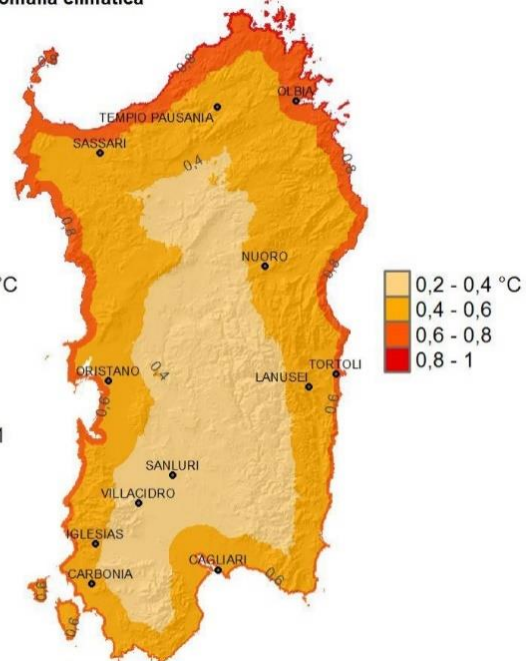 omalia climatica
0,8
0,8
OLBIA
TEMPIO PAUSANIA
SASSARI
0,4
0,8
0,8
NUORO
°C
0,2 - 0,4 °C
0,4 - 0,6
0,6 - 0,8
0,8 - 1
ORISTANO
0,4
LANUSEI
TORTOLI
0,6
0,6
SANLURI
VILLACIDRO
IGLESIAS
CAGLIARI
CARBONIA
0,6